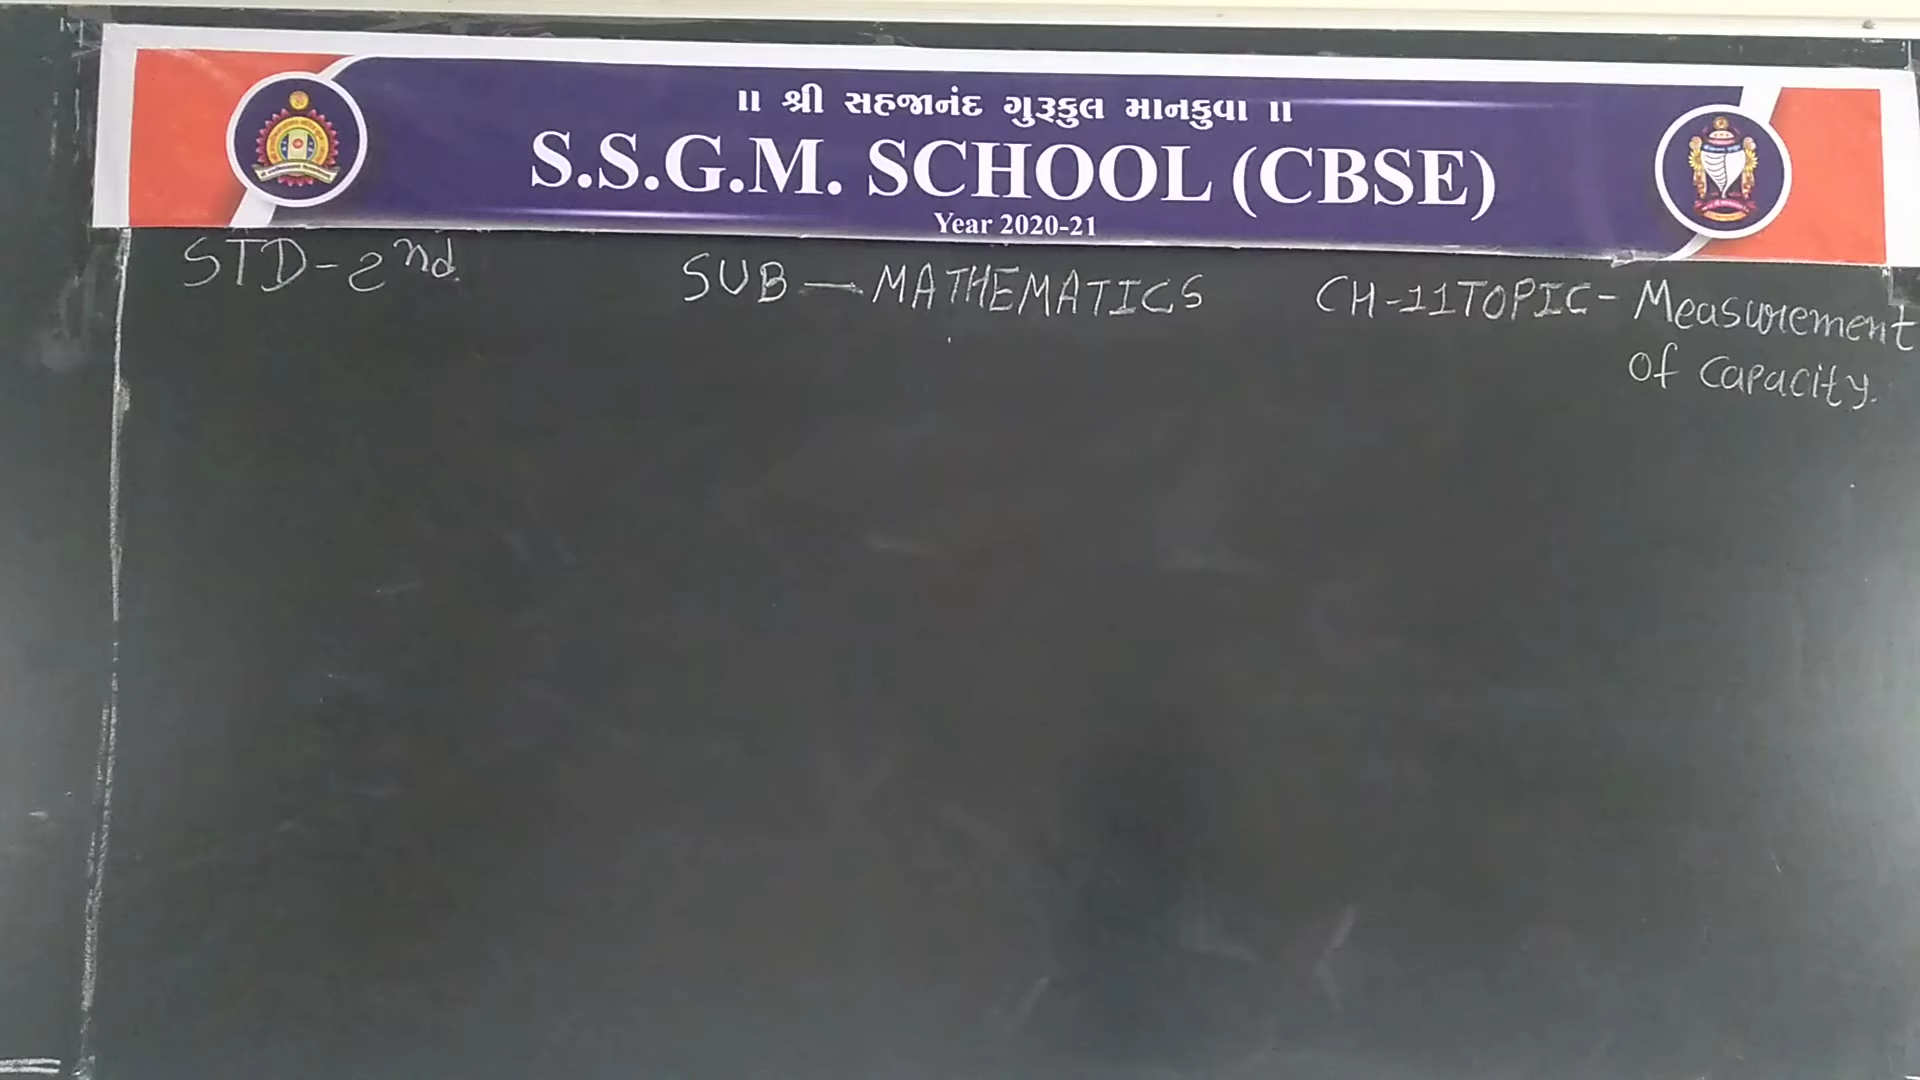 ॥ શ્રી સહજાનંદ ગુરૂકુલ માનકુવા ॥
S.S.G.M. SCHOOL (CBSE)
Year 2020-21
STD-2nd SUB-MATHEMATICS CH-11TOPIC- Measurement
of Capacity.